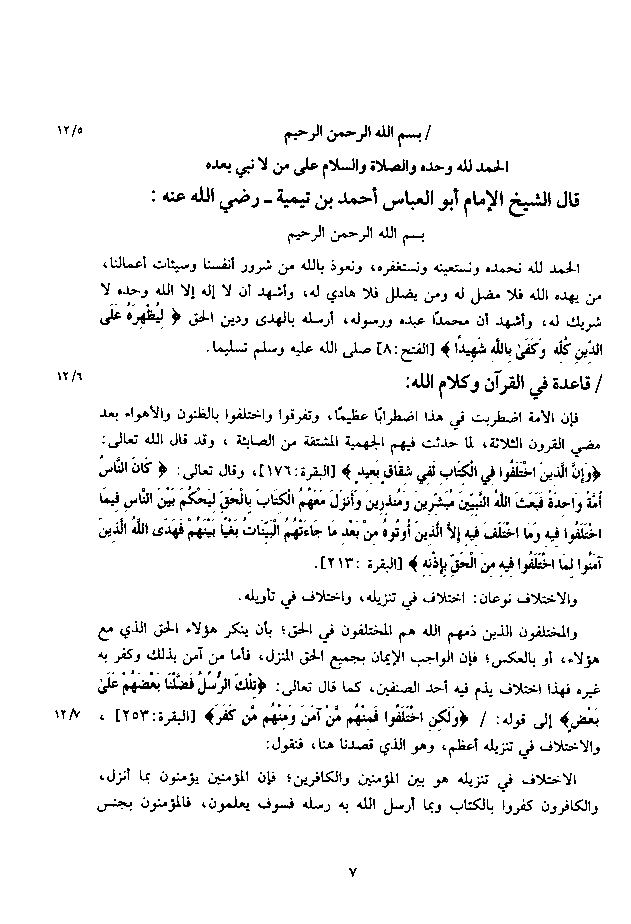 ١٢/٥ / بسم الله الرحمن الرحيم
الحمد لله وحده والصلاة والسلام على من لا نبي بعده
قال الشيخ الإمام أبو العباس أحمد بن تيمية ـ رضي الله عنه :
بسم الله الرحمن الرحيم
الحمد لله نحمده ونستعينه ونستغفره، ونعوذ بالله من شرور أنفسنا وسيئات أعمالنا،
من يهده الله فلا مضل له ومن يضلل فلا هادي له، وأشهد أن لا إله إلا الله وحده لا
شريك له، وأشهد أن محمدًا عبده ورسوله، أرسله بالهدى ودين الحق ﴿ لِيُظْهِرَهُ عَلَى
الدِّينِ كُلِّهِ وَكَفَىٰ بِاللَّهِ شَهِيدًا ﴾ [الفتح:٨] صلى الله عليه وسلم تسليما.
١٢/٦ / قاعدة في القرآن وكلام الله:
فإن الأمة اضطربت في هذا اضطرابًا عظيمًا، وتفرقوا واختلفوا بالظنون والأهواء بعد
مضي القرون الثلاثة، لما حدثت فيهم الجهمية المشتقة من الصابئة ، وقد قال الله تعالى:
﴿وَإِنَّ الَّذِينَ اخْتَلَفُوا فِي الْكِتَابِ لَفِي شِقَاقٍ بَعِيدٍ ﴾ [البقرة:١٧٦]، وقال تعالى: ﴿ كَانَ النَّاسُ
أُمَّةً وَاحِدَةً فَبَعَثَ اللَّهُ النَّبِيِّينَ مُبَشِّرِينَ وَمُنذِرِينَ وَأَنزَلَ مَعَهُمُ الْكِتَابَ بِالْحَقِّ لِيَحْكُمَ بَيْنَ النَّاسِ فِيمَا
اخْتَلَفُوا فِيهِ وَمَا اخْتَلَفَ فِيهِ إِلاَّ الَّذِينَ أُوتُوهُ مِنْ بَعْدِ مَا جَاءَتْهُمُ الْبَيِّنَاتُ بَغْيًا بَيْنَهُمْ فَهَدَى اللَّهُ الَّذِينَ
آمَنُوا لِمَا اخْتَلَفُوا فِيهِ مِنَ الْحَقِّ بِإِذْنِهِ ﴾ [البقرة :٢١٣].
والاختلاف نوعان: اختلاف في تنزيله، واختلاف في تأويله.
والمختلفون الذين ذمهم الله هم المختلفون في الحق؛ بأن ينكر هؤلاء الحق الذي مع
هؤلاء، أو بالعكس؛ فإن الواجب الإيمان بجميع الحق المنزل، فأما من آمن بذلك وكفر به
غيره فهذا اختلاف يذم فيه أحد الصنفين، كما قال تعالى: ﴿تِلْكَ الرُّسُلُ فَضَّلْنَا بَعْضَهُمْ عَلَىٰ
١٢/٧ بَعْضٍ﴾ إلى قوله: / ﴿وَلَكِنِ اخْتَلَفُوا فَمِنْهُم مَّنْ آمَنَ وَمِنْهُم مَّن كَفَرَ﴾ [البقرة:٢٥٣] ،
والاختلاف في تنزيله أعظم، وهو الذي قصدنا هنا، فنقول:
الاختلاف في تنزيله هو بين المؤمنين والكافرين؛ فإن المؤمنين يؤمنون بما أنزل،
والكافرون كفروا بالكتاب وبما أرسل الله به رسله فسوف يعلمون، فالمؤمنون بجنس
٧